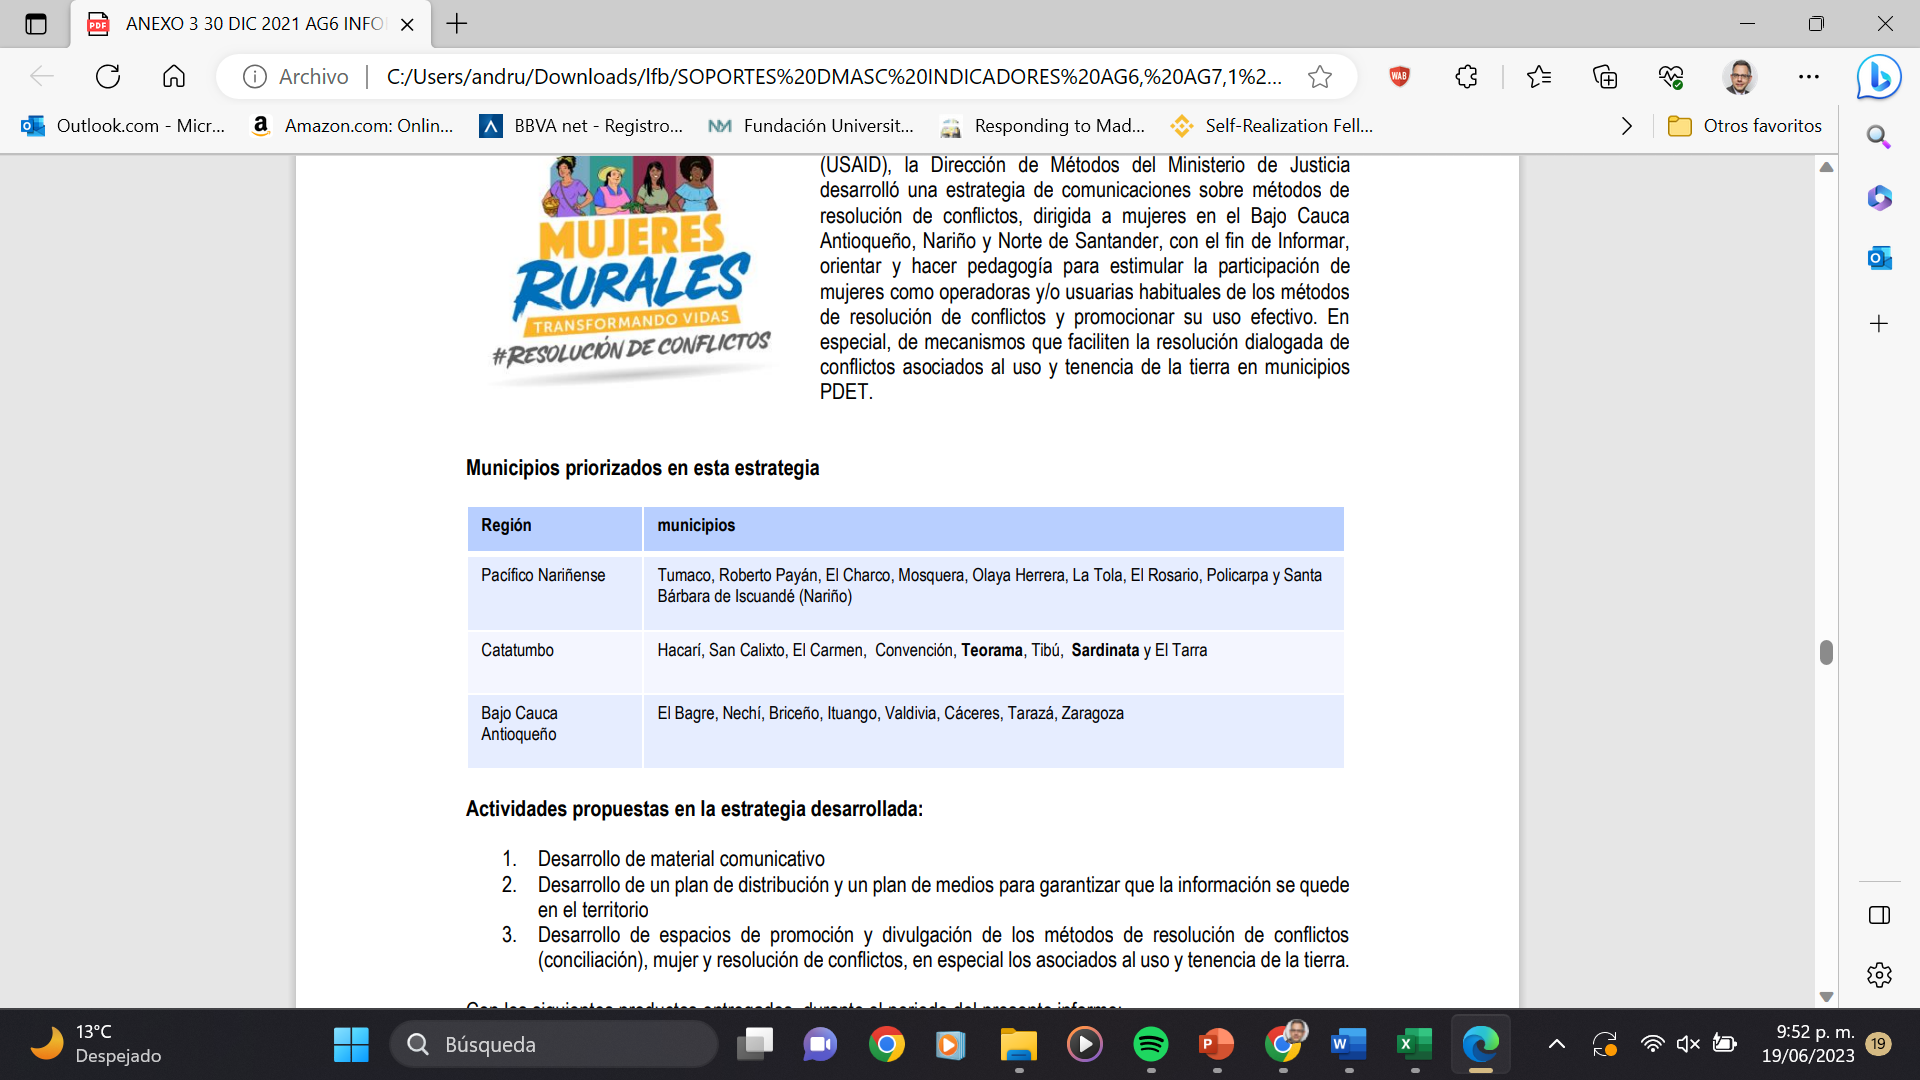 ANEXO 3 30 DIC 2021 AG6 INFO
Archivo
C:/Users/andru/Downloads/lfb/SOPORTES%20DMASC%20INDICADORES%20AG6,%20AG7,1%2...
Outlook.com - Micr...
Amazon.com: Onlin...
BBVA net - Registro...
Fundación Universit...
Responding to Mad...
Self-Realization Fell...
Otros favoritos
MUJERES
RURALES
TRANSFORMANDO VIDAS
#RESOLUCIÓN DE CONFLICTOS
(USAID), la Dirección de Métodos del Ministerio de Justicia
desarrolló una estrategia de comunicaciones sobre métodos de
resolución de conflictos, dirigida a mujeres en el Bajo Cauca
Antioqueño, Nariño y Norte de Santander, con el fin de Informar,
orientar y hacer pedagogía para estimular la participación de
mujeres como operadoras y/o usuarias habituales de los métodos
de resolución de conflictos y promocionar su uso efectivo. En
especial, de mecanismos que faciliten la resolución dialogada de
conflictos asociados al uso y tenencia de la tierra en municipios
PDET.
Municipios priorizados en esta estrategia
Región
municipios
Pacífico Nariñense
Tumaco, Roberto Payán, El Charco, Mosquera, Olaya Herrera, La Tola, El Rosario, Policarpa y Santa
Bárbara de Iscuandé (Nariño)
Catatumbo
Hacarí, San Calixto, El Carmen, Convención, Teorama, Tibú, Sardinata y El Tarra
Bajo Cauca
Antioqueño
El Bagre, Nechí, Briceño, Ituango, Valdivia, Cáceres, Tarazá, Zaragoza
Actividades propuestas en la estrategia desarrollada:
1. Desarrollo de material comunicativo
2. Desarrollo de un plan de distribución y un plan de medios para garantizar que la información se quede
en el territorio
3. Desarrollo de espacios de promoción y divulgación de los métodos de resolución de conflictos
(conciliación), mujer y resolución de conflictos, en especial los asociados al uso y tenencia de la tierra.
Con los siguientes productos entregados, durante el periodo del presente informe:
13°C
Despejado
Búsqueda
9:52 p. m.
19/06/2023
19